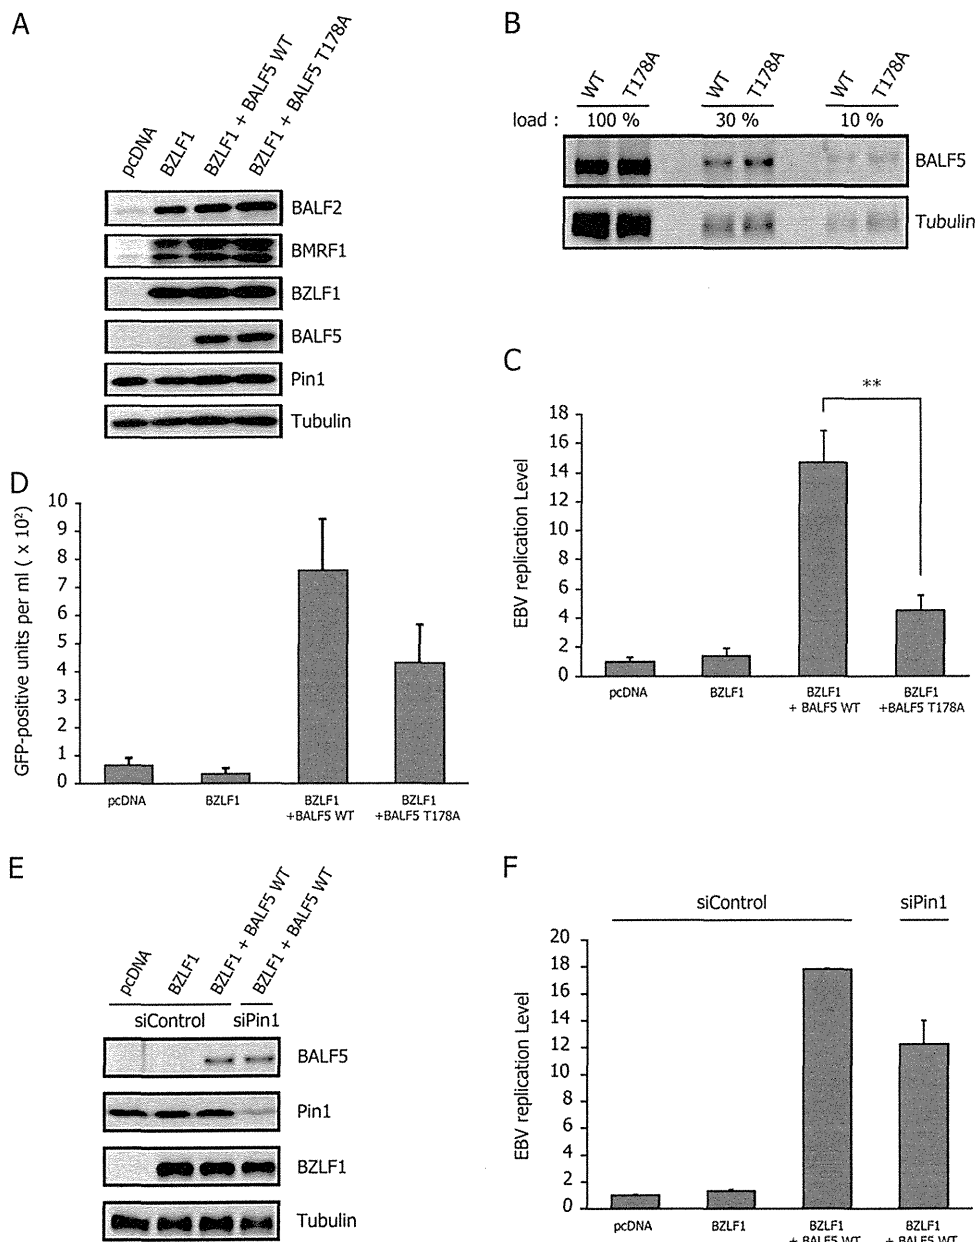 A
pcDNA
BZLF1
BZLF1 + BALF5 WT
BZLF1 + BALF5 T178A
BALF2
BMRF1
BZLF1
BALF5
Pin1
Tubulin
B
WT
T178A
WT
T178A
WT
T178A
load : 100 % 30 % 10 %
BALF5
Tubulin
C
**
EBV replication Level
18
16
14
12
10
8
6
4
2
0
pcDNA
BZLF1
BZLF1
+ BALF5 WT
BZLF1
+BALF5 T178A
D
GFP-positive units per ml ( x 10²)
10
9
8
7
6
5
4
3
2
1
0
pcDNA
BZLF1
BZLF1
+BALF5 WT
BZLF1
+BALF5 T178A
E
pcDNA
BZLF1
BZLF1 + BALF5 WT
BZLF1 + BALF5 WT
siControl siPin1
BALF5
Pin1
BZLF1
Tubulin
F
siControl siPin1
EBV replication Level
20
18
16
14
12
10
8
6
4
2
0
pcDNA
BZLF1
BZLF1
+ BALF5 WT
BZLF1
+ BALF5 WT